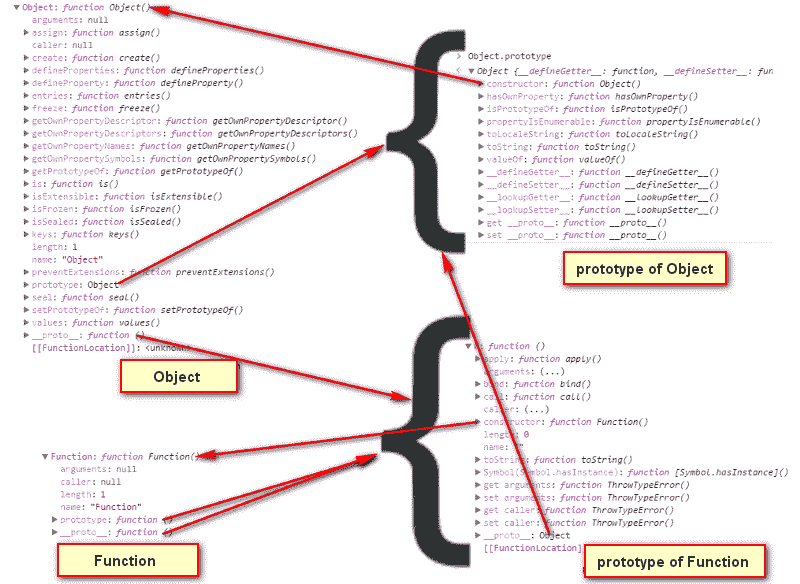 Object: function Object()
arguments: null
assign: function assign()
caller: null
create: function create()
defineProperties: function defineProperties()
defineProperty: function defineProperty()
entries: function entries()
freeze: function freeze()
getOwnPropertyDescriptor: function getOwnPropertyDescriptor()
getOwnPropertyDescriptors: function getOwnPropertyDescriptors()
getOwnPropertyNames: function getOwnPropertyNames()
getOwnPropertySymbols: function getOwnPropertySymbols()
getPrototypeOf: function getPrototypeOf()
is: function is()
isExtensible: function isExtensible()
isFrozen: function isFrozen()
isSealed: function isSealed()
keys: function keys()
length: 1
name: "Object"
preventExtensions: function preventExtensions()
prototype: Object
seal: function seal()
setPrototypeOf: function setPrototypeOf()
values: function values()
__proto__: function ()
[[FunctionLocation]]: <unknown>
Object
> Object.prototype
Object {__defineGetter__: function, __defineSetter__: fun
constructor: function Object()
hasOwnProperty: function hasOwnProperty()
isPrototypeOf: function isPrototypeOf()
propertyIsEnumerable: function propertyIsEnumerable()
toLocaleString: function toLocaleString()
toString: function toString()
valueOf: function valueOf()
__defineGetter__: function __defineGetter__()
__defineSetter__: function __defineSetter__()
__lookupGetter__: function __lookupGetter__()
__lookupSetter__: function __lookupSetter__()
get __proto__: function __proto__()
set __proto__: function __proto__()
prototype of Object
Function: function Function()
arguments: null
caller: null
length: 1
name: "Function"
prototype: function ()
__proto__: function ()
Function
function ()
apply: function apply()
arguments: (...)
bind: function bind()
call: function call()
caller: (...)
constructor: function Function()
length: 0
name: ""
toString: function toString()
Symbol(Symbol.hasInstance): function [Symbol.hasInstance]()
get arguments: function ThrowTypeError()
set arguments: function ThrowTypeError()
get caller: function ThrowTypeError()
set caller: function ThrowTypeError()
__proto__: Object
[[FunctionLocation]]
prototype of Function